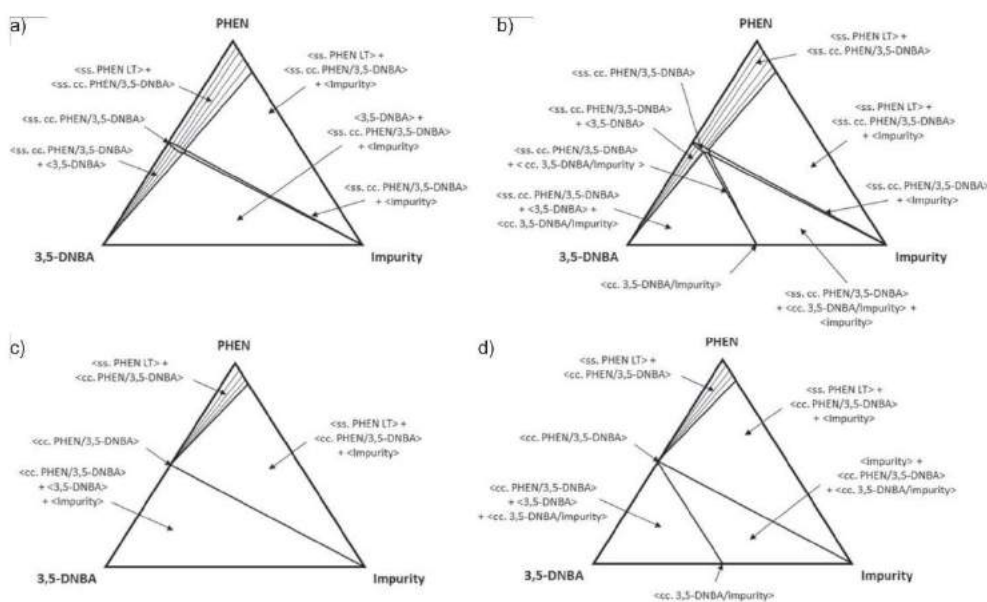 a)
PHEN
<ss. PHEN LT> +
<ss. cc. PHEN/3,5-DNBA>
<ss. PHEN LT> +
<ss. cc. PHEN/3,5-DNBA>
+ <Impurity>
<ss. cc. PHEN/3,5-DNBA>
<3,5-DNBA> +
<ss. cc. PHEN/3,5-DNBA>
+ <Impurity>
<ss. cc. PHEN/3,5-DNBA>
+ <3,5-DNBA>
<ss. cc. PHEN/3,5-DNBA>
+ <Impurity>
3,5-DNBA
Impurity
b)
PHEN
<ss. PHEN LT> +
<ss. cc. PHEN/3,5-DNBA>
<ss. cc. PHEN/3,5-DNBA>
<ss. cc. PHEN/3,5-DNBA>
+ <3,5-DNBA>
<ss. PHEN LT> +
<ss. cc. PHEN/3,5-DNBA>
+ <Impurity>
<ss. cc. PHEN/3,5-DNBA>
+ < cc. 3,5-DNBA/Impurity >
<ss. cc. PHEN/3,5-DNBA>
+ <3,5-DNBA> +
<cc. 3,5-DNBA/Impurity>
<ss. cc. PHEN/3,5-DNBA>
+ <Impurity>
3,5-DNBA
Impurity
<cc. 3,5-DNBA/Impurity>
<ss. cc. PHEN/3,5-DNBA>
+ <cc. 3,5-DNBA/Impurity> +
<impurity>
c)
PHEN
<ss. PHEN LT> +
<cc. PHEN/3,5-DNBA>
<cc. PHEN/3,5-DNBA>
<ss. PHEN LT> +
<cc. PHEN/3,5-DNBA>
+ <Impurity>
<cc. PHEN/3,5-DNBA>
+ <3,5-DNBA>
+ <Impurity>
3,5-DNBA
Impurity
d)
PHEN
<ss. PHEN LT> +
<cc. PHEN/3,5-DNBA>
<ss. PHEN LT> +
<cc. PHEN/3,5-DNBA>
+ <Impurity>
<cc. PHEN/3,5-DNBA>
<impurity> +
<cc. PHEN/3,5-DNBA>
+ <cc. 3,5-DNBA/impurity>
<cc. PHEN/3,5-DNBA>
+ <3,5-DNBA>
+ <cc. 3,5-DNBA/impurity>
3,5-DNBA
Impurity
<cc. 3,5-DNBA/Impurity>